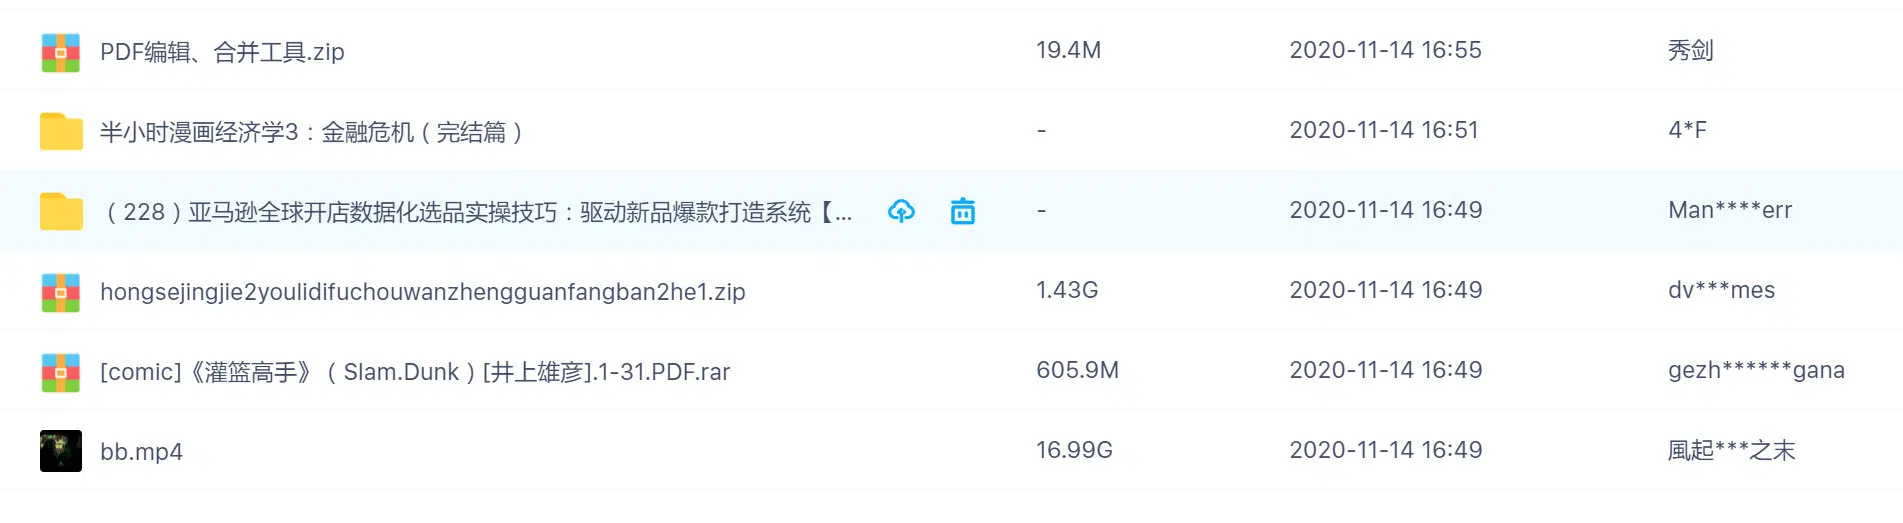 PDF编辑、合并工具.zip 19.4M 2020-11-14 16:55 秀剑
半小时漫画经济学3：金融危机（完结篇） - 2020-11-14 16:51 4*F
（228）亚马逊全球开店数据化选品实操技巧：驱动新品爆款打造系统【... - 2020-11-14 16:49 Man****err
hongsejingjie2youlidifuchouwanzhengguanfangban2he1.zip 1.43G 2020-11-14 16:49 dv***mes
[comic]《灌篮高手》（Slam.Dunk）[井上雄彦].1-31.PDF.rar 605.9M 2020-11-14 16:49 gezh******gana
bb.mp4 16.99G 2020-11-14 16:49 風起***之末